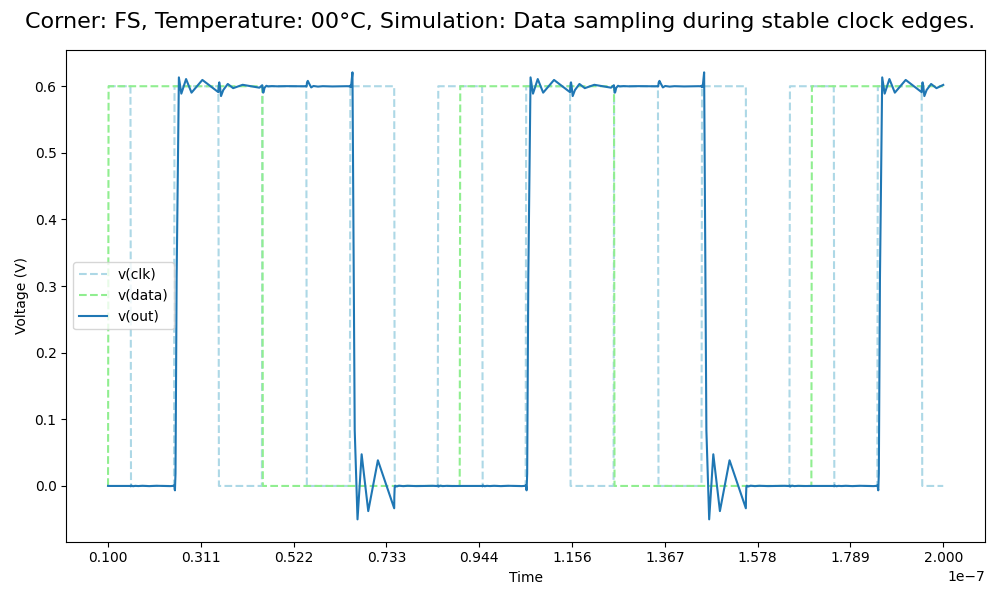 Corner: FS, Temperature: 00°C, Simulation: Data sampling during stable clock edges.
Voltage (V)
0.6
0.5
0.4
0.3
0.2
0.1
0.0
v(clk)
v(data)
v(out)
0.100 0.311 0.522 0.733 0.944 1.156 1.367 1.578 1.789 2.000
Time
1e−7